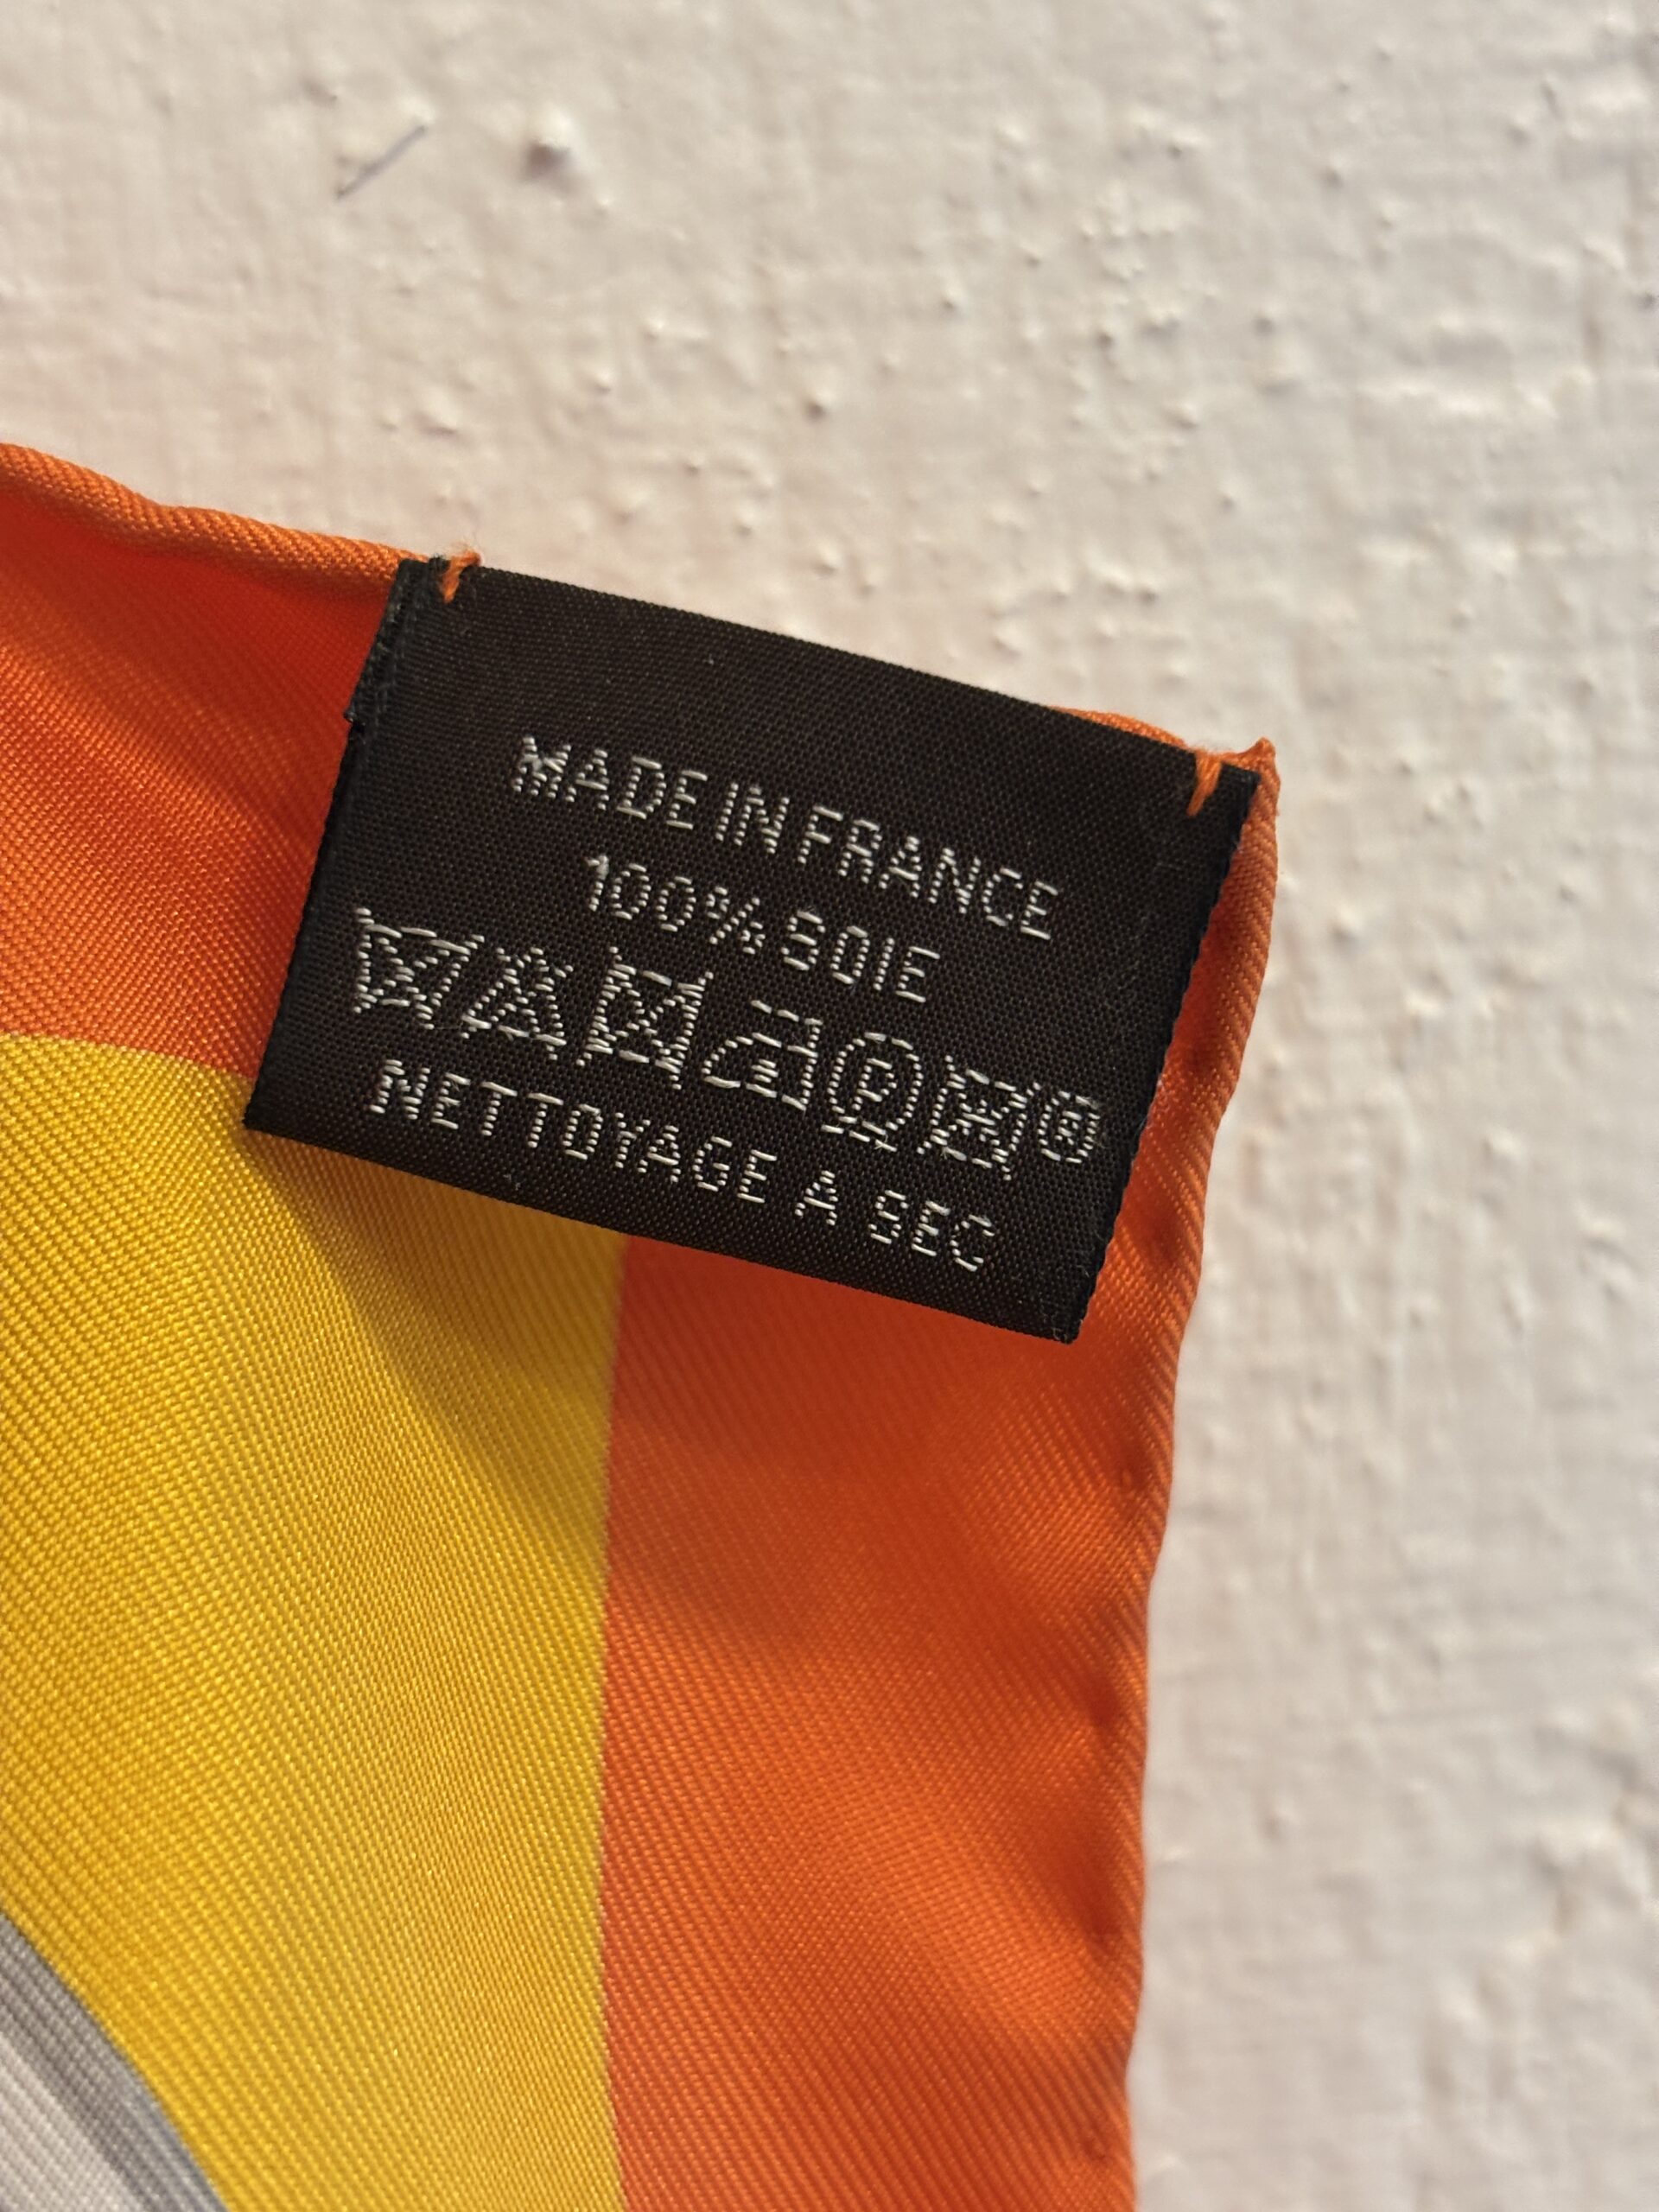 MADE IN FRANCE
100% SOIE
P ®
NETTOYAGE A SEC